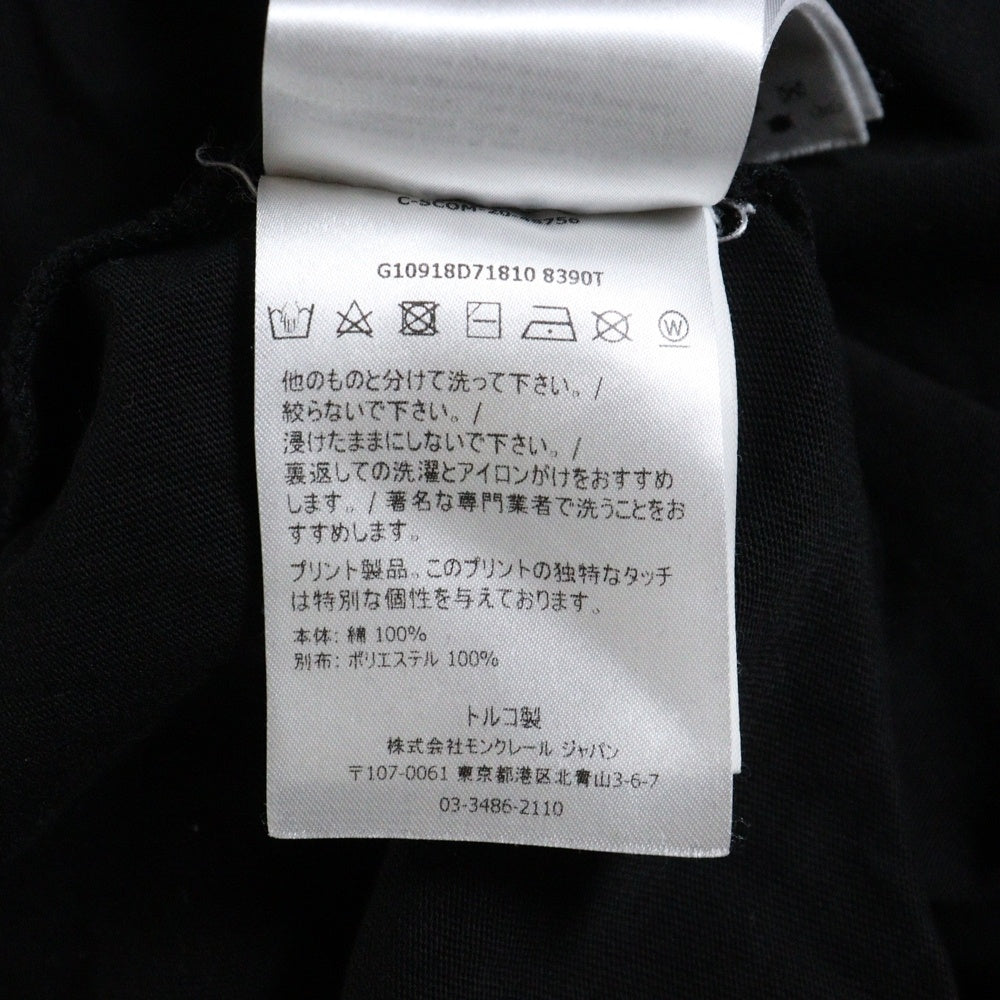 G10918D71810 8390T
W
他のものと分けて洗って下さい。/
絞らないで下さい。/
浸けたままにしないで下さい。/
裏返しての洗濯とアイロンがけをおすすめ
します。/ 著名な専門業者で洗うことをお
すすめします。
プリント製品。このプリントの独特なタッチ
は特別な個性を与えております。
本体: 綿 100%
別布: ポリエステル 100%
トルコ製
株式会社モンクレール ジャパン
〒107-0061 東京都港区北青山3-6-7
03-3486-2110